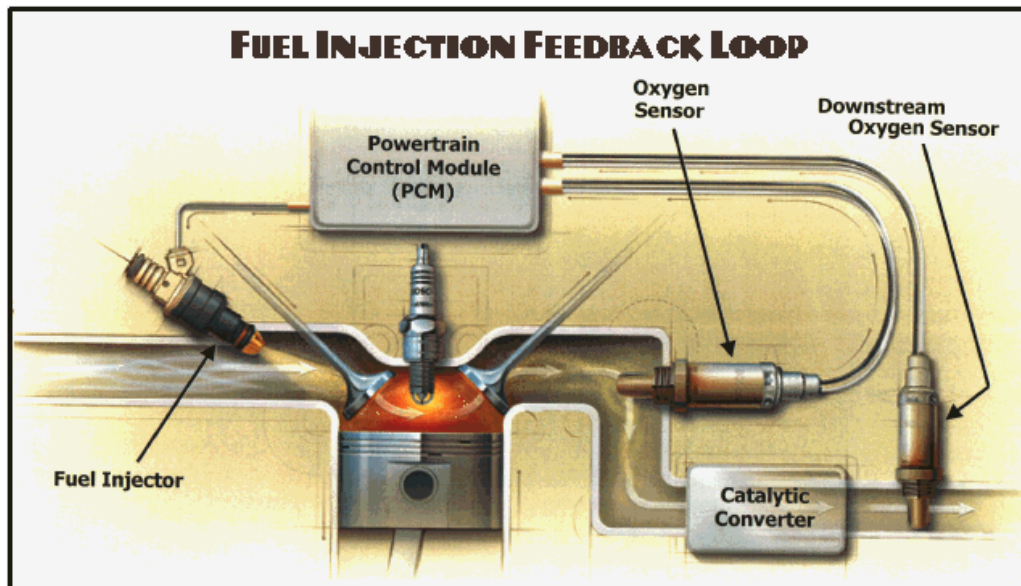 FUEL INJECTION FEEDBACK LOOP
Oxygen
Sensor
Downstream
Oxygen Sensor
Powertrain
Control Module
(PCM)
Fuel Injector
Catalytic
Converter